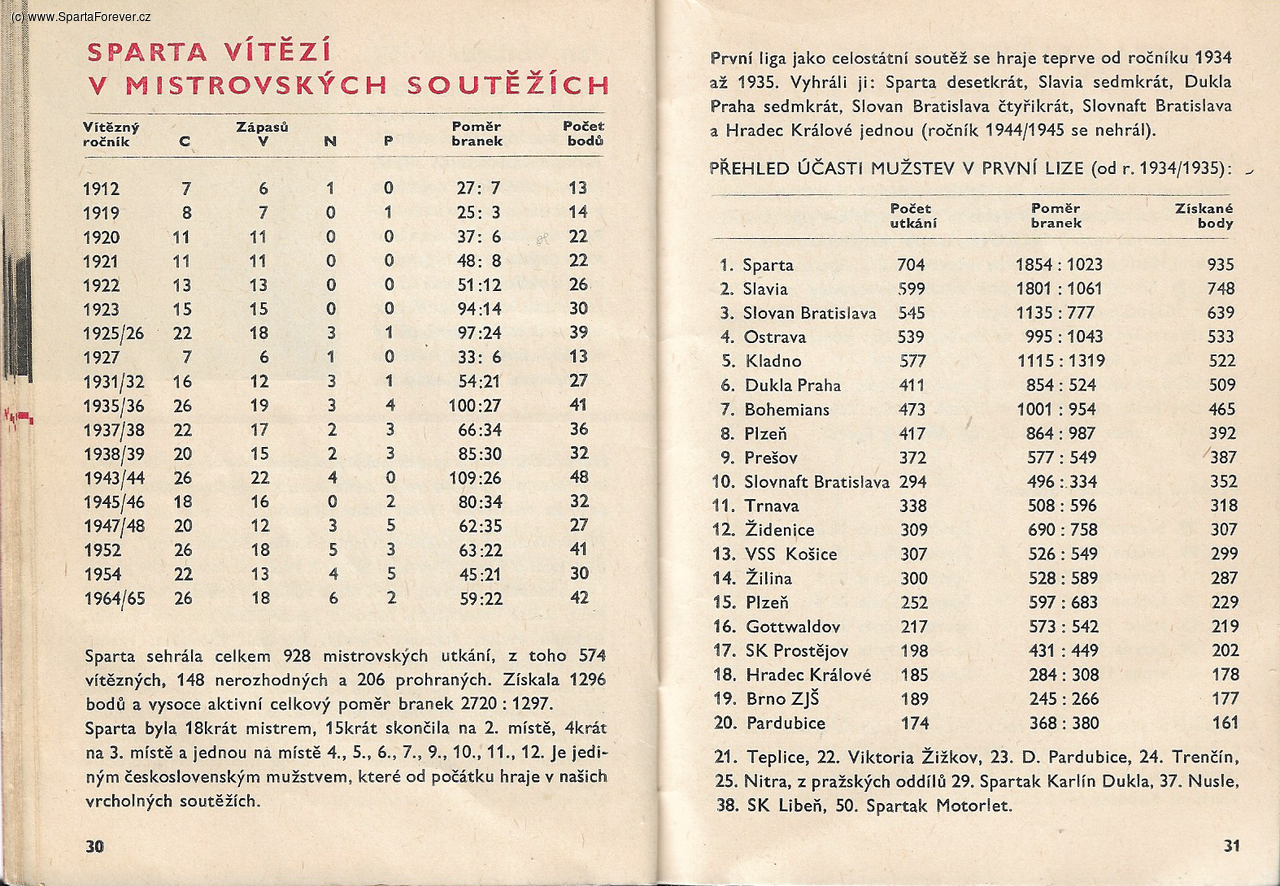 (c) www.SpartaForever.cz
SPARTA VÍTĚZÍ
V MISTROVSKÝCH SOUTĚŽÍCH
Vítězný Zápasů Poměr Počet
ročník C V N P branek bodů
1912 7 6 1 0 27: 7 13
1919 8 7 0 1 25: 3 14
1920 11 11 0 0 37: 6 22
1921 11 11 0 0 48: 8 22
1922 13 13 0 0 51:12 26
1923 15 15 0 0 94:14 30
1925/26 22 18 3 1 97:24 39
1927 7 6 1 0 33: 6 13
1931/32 16 12 3 1 54:21 27
1935/36 26 19 3 4 100:27 41
1937/38 22 17 2 3 66:34 36
1938/39 20 15 2 3 85:30 32
1943/44 26 22 4 0 109:26 48
1945/46 18 16 0 2 80:34 32
1947/48 20 12 3 5 62:35 27
1952 26 18 5 3 63:22 41
1954 22 13 4 5 45:21 30
1964/65 26 18 6 2 59:22 42
Sparta sehrála celkem 928 mistrovských utkání, z toho 574
vítězných, 148 nerozhodných a 206 prohraných. Získala 1296
bodů a vysoce aktivní celkový poměr branek 2720 : 1297.
Sparta byla 18krát mistrem, 15krát skončila na 2. místě, 4krát
na 3. místě a jednou na místě 4., 5., 6., 7., 9., 10., 11., 12. Je jedi-
ným československým mužstvem, které od počátku hraje v našich
vrcholných soutěžích.
30
První liga jako celostátní soutěž se hraje teprve od ročníku 1934
až 1935. Vyhráli ji: Sparta desetkrát, Slavia sedmkrát, Dukla
Praha sedmkrát, Slovan Bratislava čtyřikrát, Slovnaft Bratislava
a Hradec Králové jednou (ročník 1944/1945 se nehrál).
PŘEHLED ÚČASTI MUŽSTEV V PRVNÍ LIZE (od r. 1934/1935):
Počet Poměr Získané
utkání branek body
1. Sparta 704 1854 : 1023 935
2. Slavia 599 1801 : 1061 748
3. Slovan Bratislava 545 1135 : 777 639
4. Ostrava 539 995 : 1043 533
5. Kladno 577 1115 : 1319 522
6. Dukla Praha 411 854 : 524 509
7. Bohemians 473 1001 : 954 465
8. Plzeň 417 864 : 987 392
9. Prešov 372 577 : 549 387
10. Slovnaft Bratislava 294 496 : 334 352
11. Trnava 338 508 : 596 318
12. Židenice 309 690 : 758 307
13. VSS Košice 307 526 : 549 299
14. Žilina 300 528 : 589 287
15. Plzeň 252 597 : 683 229
16. Gottwaldov 217 573 : 542 219
17. SK Prostějov 198 431 : 449 202
18. Hradec Králové 185 284 : 308 178
19. Brno ZJŠ 189 245 : 266 177
20. Pardubice 174 368 : 380 161
21. Teplice, 22. Viktoria Žižkov, 23. D. Pardubice, 24. Trenčín,
25. Nitra, z pražských oddílů 29. Spartak Karlín Dukla, 37. Nusle,
38. SK Libeň, 50. Spartak Motorlet.
31